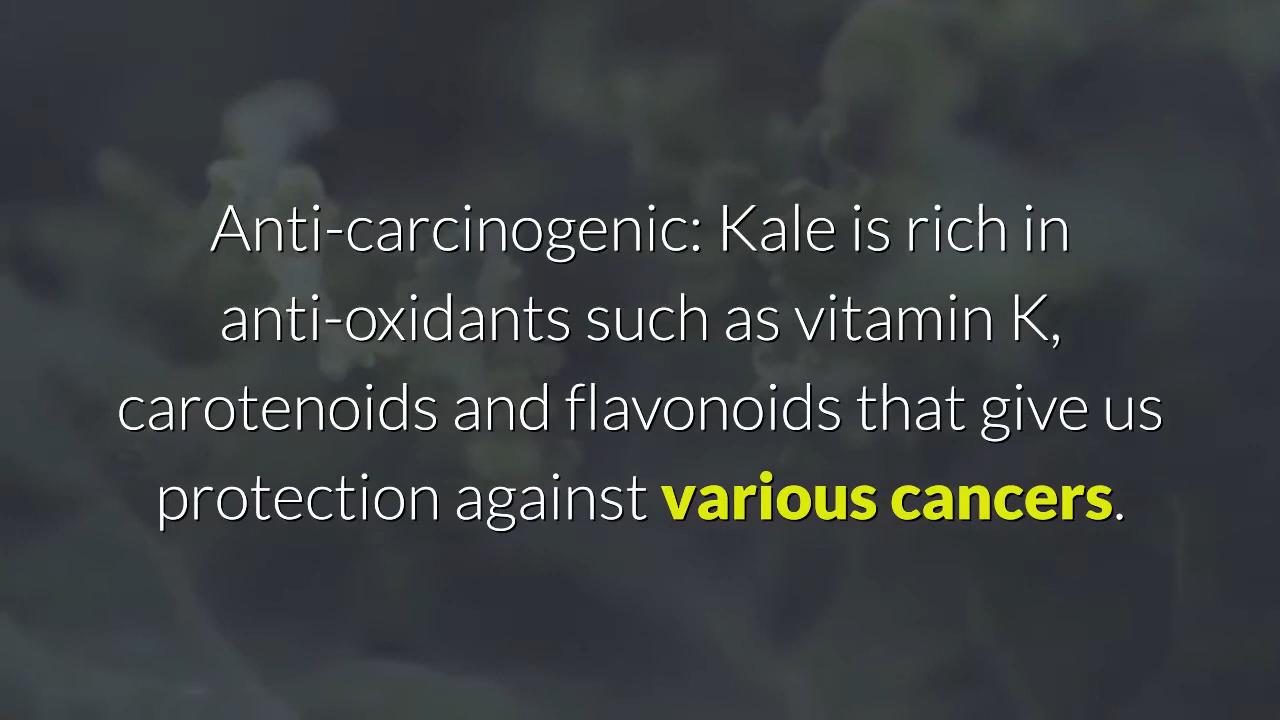 Anti-carcinogenic: Kale is rich in
anti-oxidants such as vitamin K,
carotenoids and flavonoids that give us
protection against various cancers.